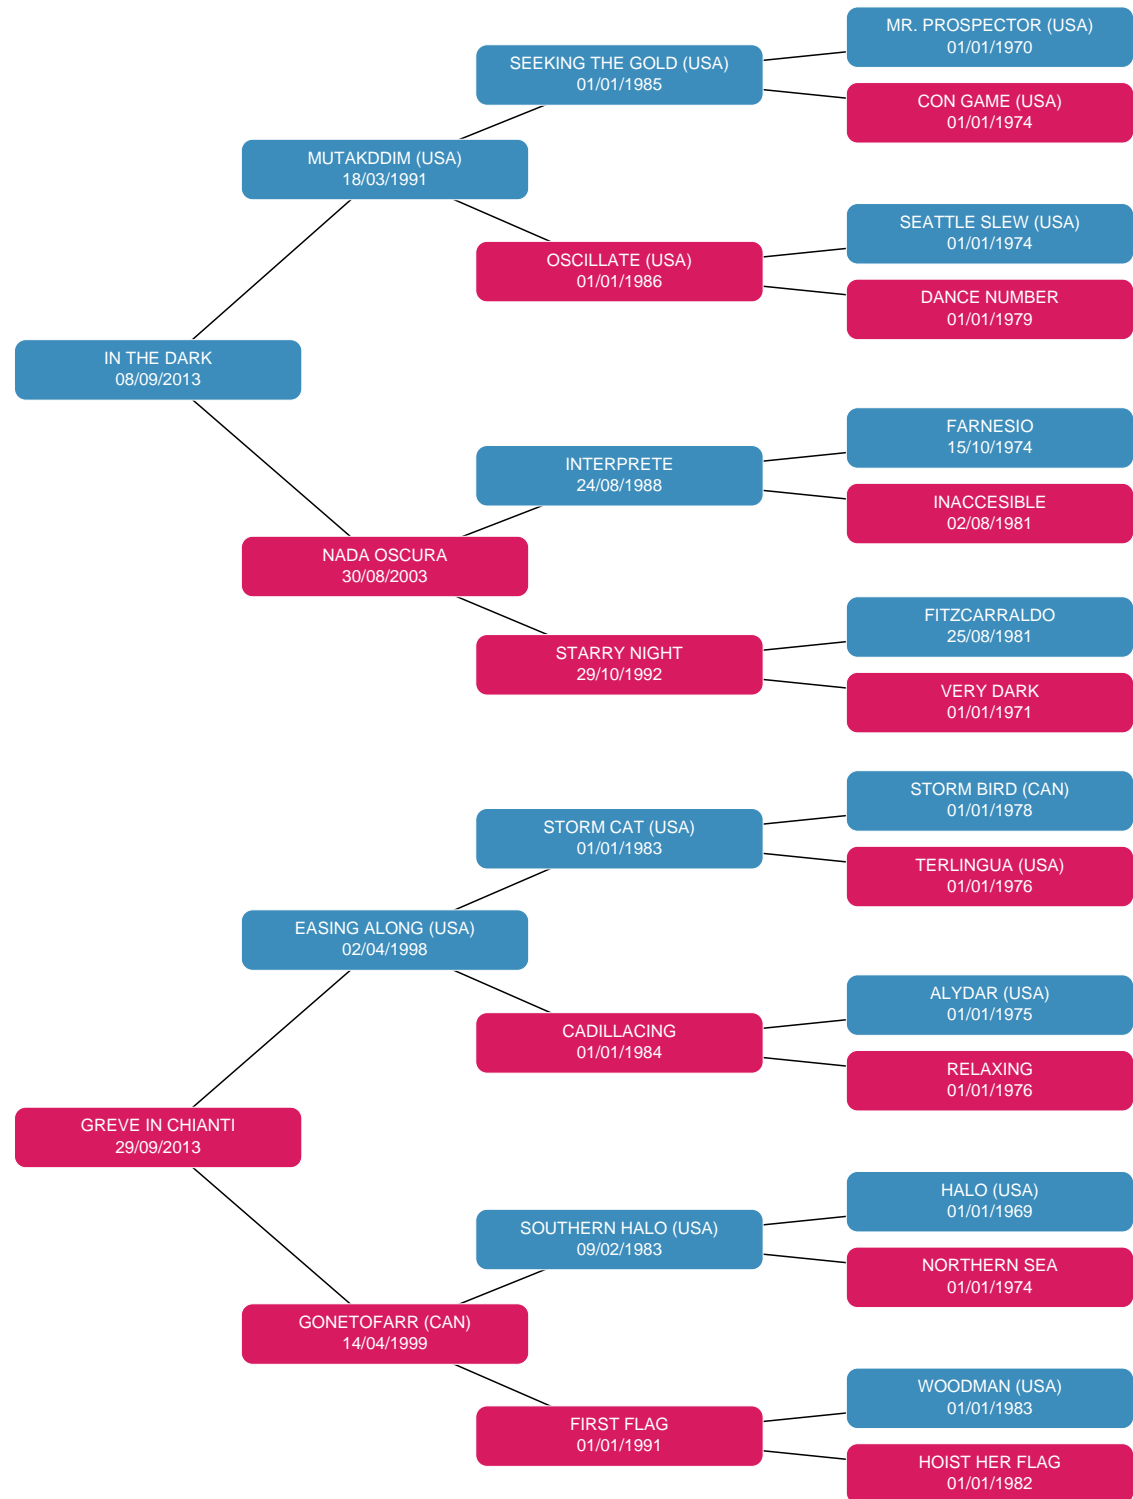 MR. PROSPECTOR (USA)
01/01/1970
SEEKING THE GOLD (USA)
01/01/1985
CON GAME (USA)
01/01/1974
MUTAKDDIM (USA)
18/03/1991
SEATTLE SLEW (USA)
01/01/1974
OSCILLATE (USA)
01/01/1986
DANCE NUMBER
01/01/1979
IN THE DARK
08/09/2013
FARNESIO
15/10/1974
INTERPRETE
24/08/1988
INACCESIBLE
02/08/1981
NADA OSCURA
30/08/2003
FITZCARRALDO
25/08/1981
STARRY NIGHT
29/10/1992
VERY DARK
01/01/1971
STORM BIRD (CAN)
01/01/1978
STORM CAT (USA)
01/01/1983
TERLINGUA (USA)
01/01/1976
EASING ALONG (USA)
02/04/1998
ALYDAR (USA)
01/01/1975
CADILLACING
01/01/1984
RELAXING
01/01/1976
GREVE IN CHIANTI
29/09/2013
HALO (USA)
01/01/1969
SOUTHERN HALO (USA)
09/02/1983
NORTHERN SEA
01/01/1974
GONETOFARR (CAN)
14/04/1999
WOODMAN (USA)
01/01/1983
FIRST FLAG
01/01/1991
HOIST HER FLAG
01/01/1982